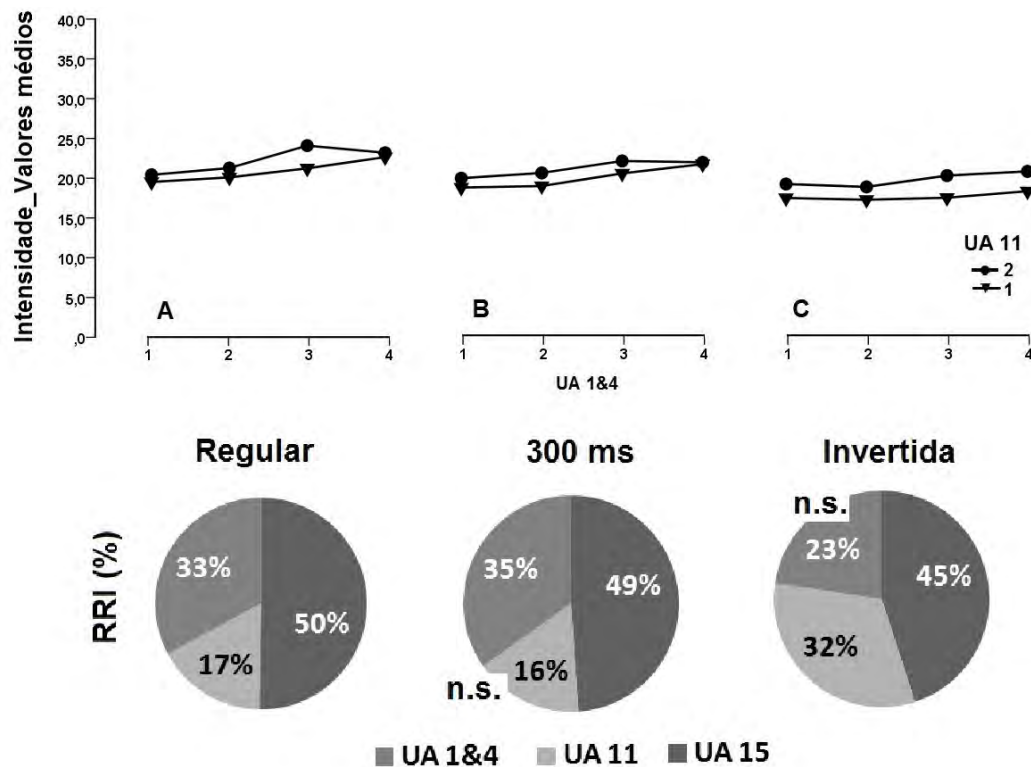 Intensidade_Valores médios
40,0
35,0
30,0
25,0
20,0
15,0
10,0
5,0
,0
A
B
C
UA 11
2
1
1 2 3 4
1 2 3 4
1 2 3 4
UA 1&4
Regular
300 ms
Invertida
RRI (%)
33%
50%
17%
35%
49%
16%
n.s.
n.s.
23%
45%
32%
UA 1&4 UA 11 UA 15